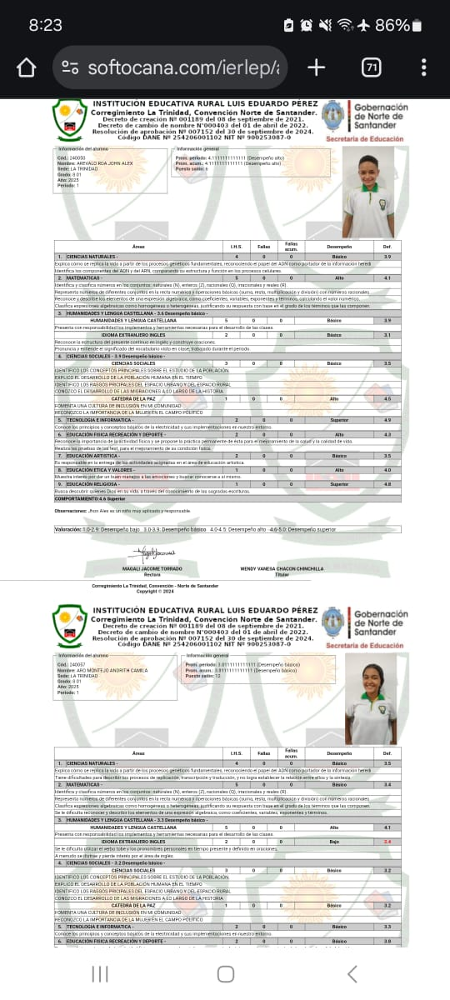 8:23
86%
softocana.com/ierlep/
71
INSTITUCIÓN EDUCATIVA RURAL LUIS EDUARDO PÉREZ
Corregimiento La Trinidad, Convención Norte de Santander.
Decreto de creación Nº 001189 del 08 de septiembre de 2021.
Decreto de cambio de nombre N°000403 del 01 de abril de 2022.
Resolución de aprobación Nº 007152 del 30 de septiembre de 2024.
Código DANE Nº 254206001102 NIT Nº 900253087-0
Gobernación
de Norte de
Santander
Secretaría de Educación
Información del alumno
Cód.: 240050
Nombre: AREVALO ROA JOHN ALEX
Sede: LA TRINIDAD
Grado: 8 01
Año: 2025
Periodo: 1
Información general
Prom. periodo: 4.1111111111111 (Desempeño alto)
Prom. acum.: 4.1111111111111 (Desempeño alto)
Puesto salón: 6
Áreas I.H.S. Fallas Fallas acum. Desempeño Def.
1. CIENCIAS NATURALES - 4 0 0 Básico 3.9
Explica cómo se replica la vida a partir de los procesos genéticos fundamentales, reconociendo el papel del ADN como portador de la información heredi
Identifica los componentes del ADN y del ARN, comparando su estructura y función en los procesos celulares.
2. MATEMATICAS - 5 0 0 Alto 4.1
Identifica y clasifica números en los conjuntos: naturales (N), enteros (Z), racionales (Q), irracionales y reales (R).
Representa números de diferentes conjuntos en la recta numérica y operaciones básicas (suma, resta, multiplicación y división) con números racionales
Reconoce y describe los elementos de una expresión algebraica, como coeficientes, variables, exponentes y términos, calculando el valor numérico.
Clasifica expresiones algebraicas como homogéneas o heterogéneas, justificando su respuesta con base en el grado de los términos que las componen.
3. HUMANIDADES Y LENGUA CASTELLANA - 3.6 Desempeño básico -
HUMANIDADES Y LENGUA CASTELLANA 5 0 0 Básico 3.9
Presenta con responsabilidad los implementos y herramientas necesarias para el desarrollo de las clases.
IDIOMA EXTRANJERO INGLES 2 0 0 Básico 3.1
Reconoce la estructura del presente continuo en inglés y construye oraciones.
Pronuncia y entiende el significado del vocabulario visto en clase, trabajado durante el periodo.
4. CIENCIAS SOCIALES - 3.9 Desempeño básico -
CIENCIAS SOCIALES 3 0 0 Básico 3.5
IDENTIFICO LOS CONCEPTOS PRINCIPALES SOBRE EL ESTUDIO DE LA POBLACIÓN.
EXPLICO EL DESARROLLO DE LA POBLACIÓN HUMANA EN EL TIEMPO
IDENTIFICO LOS RASGOS PRICIPALES DEL ESPACIO URBANO Y DEL ESPACIO RURAL
CONOZCO EL DESARROLLO DE LAS MIGRACIONES A LO LARGO DE LA HISTORIA.
CATEDRA DE LA PAZ 1 0 0 Alto 4.5
FOMENTA UNA CULTURA DE INCLUSIÓN EN MI COMUNIDAD
RECONOZCO LA IMPORTANCIA DE LA MUJER EN EL CAMPO POLITICO
5. TECNOLOGIA E INFORMATICA - 2 0 0 Superior 4.9
Conoce los principios y conceptos básicos de la electricidad y sus implementaciones en nuestro entorno.
6. EDUCACIÓN FISICA RECREACIÓN Y DEPORTE - 2 0 0 Alto 4.3
Reconoce la importancia de la actividad física y se propone la práctica permanente de ésta para el mejoramiento de la salud y la calidad de vida.
Realiza las pruebas de las test, para el mejoramiento de su condición física.
7. EDUCACIÓN ARTISTICA - 2 0 0 Básico 3.5
Es responsable en la entrega de las actividades asignadas en el área de educación artística.
8. EDUCACIÓN ETICA Y VALORES - 1 0 0 Alto 4.0
Muestra interés por dar un buen manejo a las emociones y buscar conocerse a sí mismo.
9. EDUCACIÓN RELIGIOSA - 1 0 0 Superior 4.8
Busca descubrir quienes Dios en su vida, a través del conocimiento de las sagradas escrituras.
COMPORTAMIENTO:4.6 Superior
Observaciones: Jhon Alex es un niño muy aplicado y responsable.
Valoración: 1.0-2.9: Desempeño bajo 3.0-3.9: Desempeño básico 4.0-4.5: Desempeño alto 4.6-5.0: Desempeño superior
MAGALI JACOME TORRADO
Rectora
WENDY VANESA CHACON CHINCHILLA
Titular
Corregimiento La Trinidad, Convención - Norte de Santander
Copyright © 2024
INSTITUCIÓN EDUCATIVA RURAL LUIS EDUARDO PÉREZ
Corregimiento La Trinidad, Convención Norte de Santander.
Decreto de creación Nº 001189 del 08 de septiembre de 2021.
Decreto de cambio de nombre N°000403 del 01 de abril de 2022.
Resolución de aprobación Nº 007152 del 30 de septiembre de 2024.
Código DANE Nº 254206001102 NIT Nº 900253087-0
Gobernación
de Norte de
Santander
Secretaría de Educación
Información del alumno
Cód.: 240057
Nombre: ARO MONTEJO ANDRITH CAMILA
Sede: LA TRINIDAD
Grado: 8 01
Año: 2025
Periodo: 1
Información general
Prom. periodo: 3.8111111111111 (Desempeño básico)
Prom. acum.: 3.8111111111111 (Desempeño básico)
Puesto salón: 12
Áreas I.H.S. Fallas Fallas acum. Desempeño Def.
1. CIENCIAS NATURALES - 4 0 0 Básico 3.5
Explica cómo se replica la vida a partir de los procesos genéticos fundamentales, reconociendo el papel del ADN como portador de la información heredi
Tiene dificultades para describir los procesos de replicación, transcripción y traducción, y no logra establecer la relación entre ellos y la síntesis
2. MATEMATICAS - 5 0 0 Básico 3.4
Identifica y clasifica números en los conjuntos: naturales (N), enteros (Z), racionales (Q), irracionales y reales (R).
Representa números de diferentes conjuntos en la recta numérica y operaciones básicas (suma, resta, multiplicación y división) con números racionales
Clasifica expresiones algebraicas como homogéneas o heterogéneas, justificando su respuesta con base en el grado de los términos que las componen.
Se le dificulta reconocer y describir los elementos de una expresión algebraica, como coeficientes, variables, exponentes y términos.
3. HUMANIDADES Y LENGUA CASTELLANA - 3.3 Desempeño básico -
HUMANIDADES Y LENGUA CASTELLANA 5 0 0 Alto 4.1
Presenta con responsabilidad los implementos y herramientas necesarias para el desarrollo de las clases.
IDIOMA EXTRANJERO INGLES 2 0 0 Bajo 2.4
Se le dificulta utilizar el verbo tobe y los pronombres personales en tiempo presente y definido en oraciones.
A menudo se distrae y pierde interés por el área de inglés.
4. CIENCIAS SOCIALES - 3.2 Desempeño básico -
CIENCIAS SOCIALES 3 0 0 Básico 3.2
IDENTIFICO LOS CONCEPTOS PRINCIPALES SOBRE EL ESTUDIO DE LA POBLACIÓN.
EXPLICO EL DESARROLLO DE LA POBLACIÓN HUMANA EN EL TIEMPO
IDENTIFICO LOS RASGOS PRICIPALES DEL ESPACIO URBANO Y DEL ESPACIO RURAL
CONOZCO EL DESARROLLO DE LAS MIGRACIONES A LO LARGO DE LA HISTORIA.
CATEDRA DE LA PAZ 1 0 0 Básico 3.2
FOMENTA UNA CULTURA DE INCLUSIÓN EN MI COMUNIDAD
RECONOZCO LA IMPORTANCIA DE LA MUJER EN EL CAMPO POLITICO
5. TECNOLOGIA E INFORMATICA - 2 0 0 Básico 3.3
Conoce los principios y conceptos básicos de la electricidad y sus implementaciones en nuestro entorno.
6. EDUCACIÓN FISICA RECREACIÓN Y DEPORTE - 2 0 0 Básico 3.8